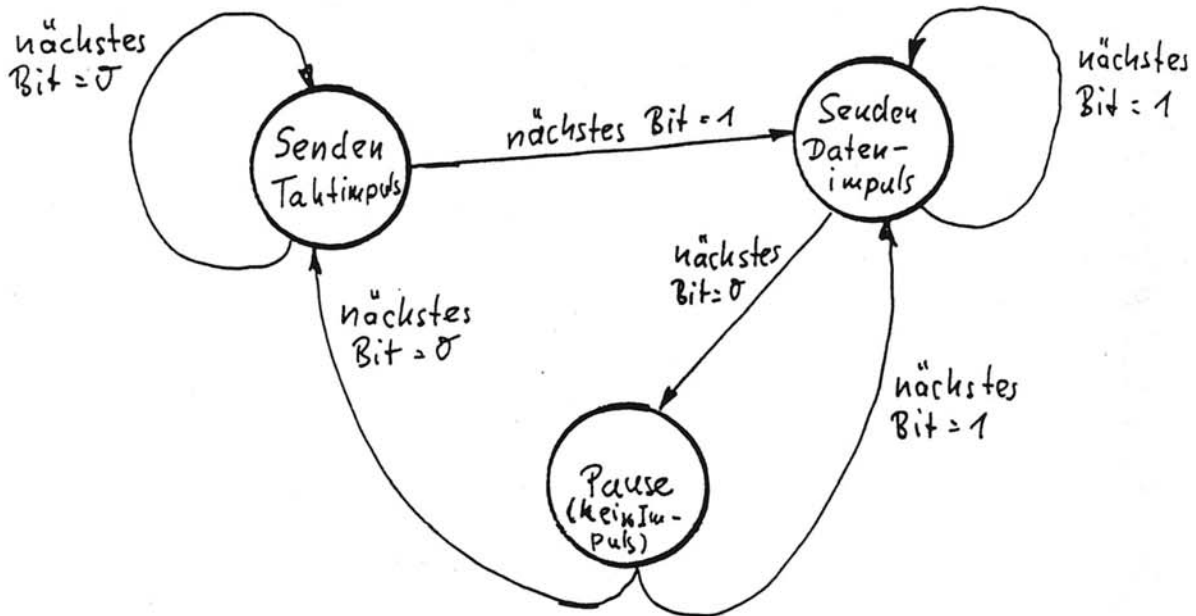 nächstes
Bit = 0
Senden
Taktimpuls
nächstes Bit = 1
Senden
Daten-
impuls
nächstes
Bit = 1
nächstes
Bit = 0
nächstes
Bit = 0
nächstes
Bit = 1
Pause
(kein Im-
puls)